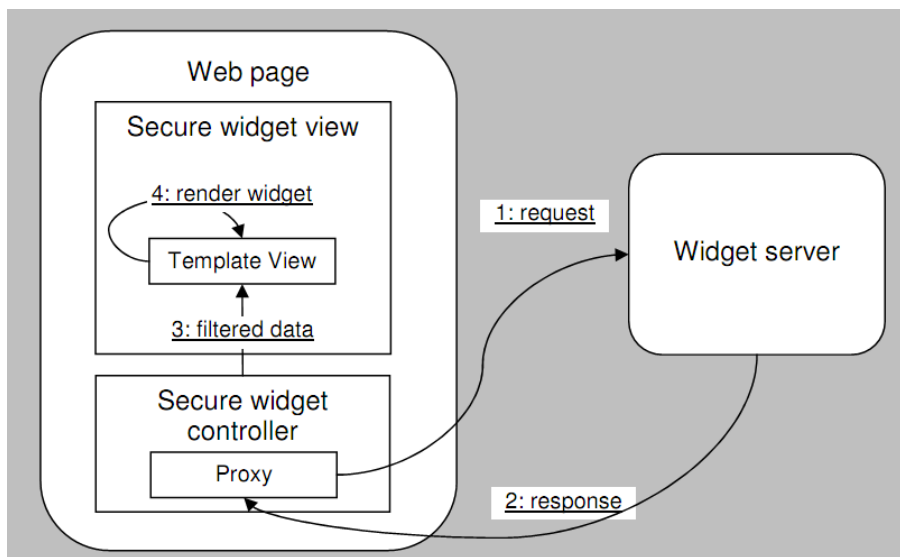 Web page
Secure widget view
4: render widget
Template View
3: filtered data
Secure widget
controller
Proxy
1: request
Widget server
2: response